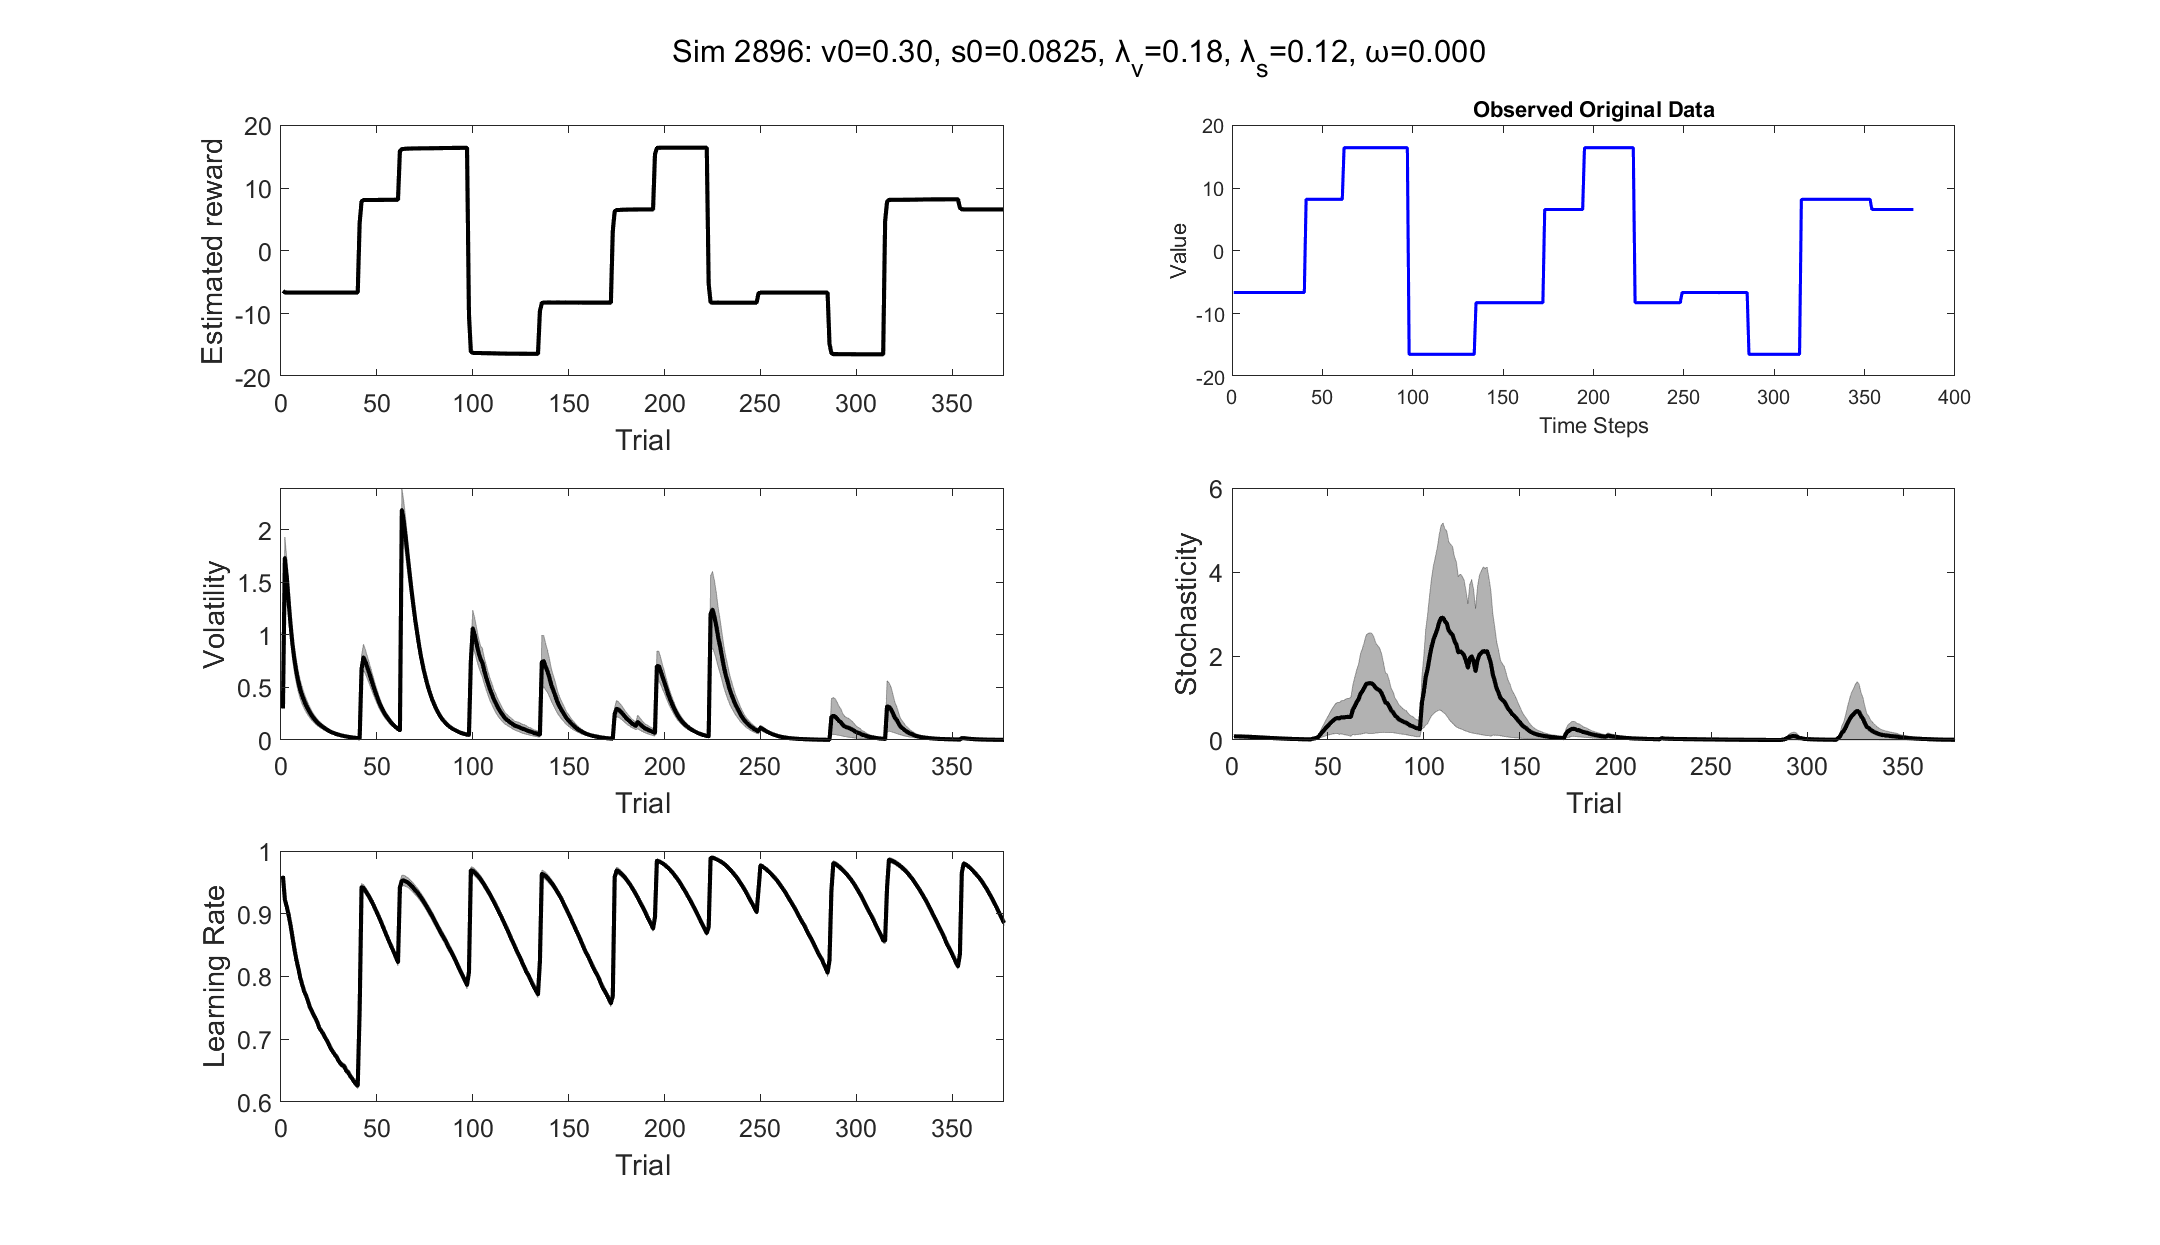 Sim 2896: v0=0.30, s0=0.0825, λ_v=0.18, λ_s=0.12, ω=0.000
20
10
0
-10
-20
Estimated reward
0 50 100 150 200 250 300 350
Trial
Observed Original Data
20
10
0
-10
-20
Value
0 50 100 150 200 250 300 350 400
Time Steps
2
1.5
1
0.5
0
Volatility
0 50 100 150 200 250 300 350
Trial
6
4
2
0
Stochasticity
0 50 100 150 200 250 300 350
Trial
1
0.9
0.8
0.7
0.6
Learning Rate
0 50 100 150 200 250 300 350
Trial